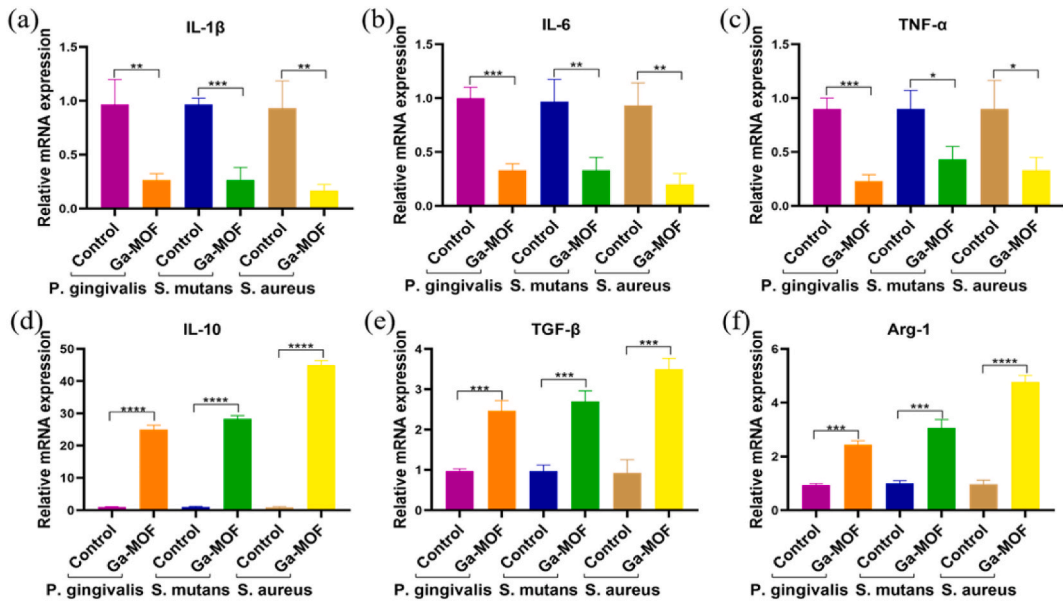 (a)
IL-1β
Relative mRNA expression
1.5
1.0
0.5
0.0
**
***
**
Control
Ga-MOF
Control
Ga-MOF
Control
Ga-MOF
P. gingivalis S. mutans S. aureus
(b)
IL-6
Relative mRNA expression
1.5
1.0
0.5
0.0
***
**
**
Control
Ga-MOF
Control
Ga-MOF
Control
Ga-MOF
P. gingivalis S. mutans S. aureus
(c)
TNF-α
Relative mRNA expression
1.5
1.0
0.5
0.0
***
*
*
Control
Ga-MOF
Control
Ga-MOF
Control
Ga-MOF
P. gingivalis S. mutans S. aureus
(d)
IL-10
Relative mRNA expression
50
40
30
20
10
0
****
****
****
Control
Ga-MOF
Control
Ga-MOF
Control
Ga-MOF
P. gingivalis S. mutans S. aureus
(e)
TGF-β
Relative mRNA expression
4
3
2
1
0
***
***
***
Control
Ga-MOF
Control
Ga-MOF
Control
Ga-MOF
P. gingivalis S. mutans S. aureus
(f)
Arg-1
Relative mRNA expression
6
4
2
0
***
***
****
Control
Ga-MOF
Control
Ga-MOF
Control
Ga-MOF
P. gingivalis S. mutans S. aureus